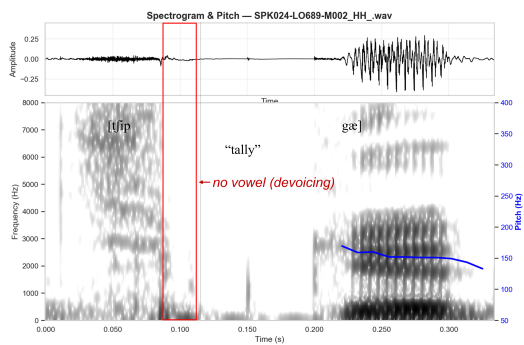 Spectrogram & Pitch — SPK024-LO689-M002_HH_.wav
Amplitude
0.25
0.00
−0.25
Time
8000
7000
6000
5000
4000
3000
2000
1000
0
Frequency (Hz)
[tʃip
gæ]
“tally”
no vowel (devoicing)
400
350
300
250
200
150
100
50
Pitch (Hz)
0.000
0.050
0.100
0.150
0.200
0.250
0.300
Time (s)